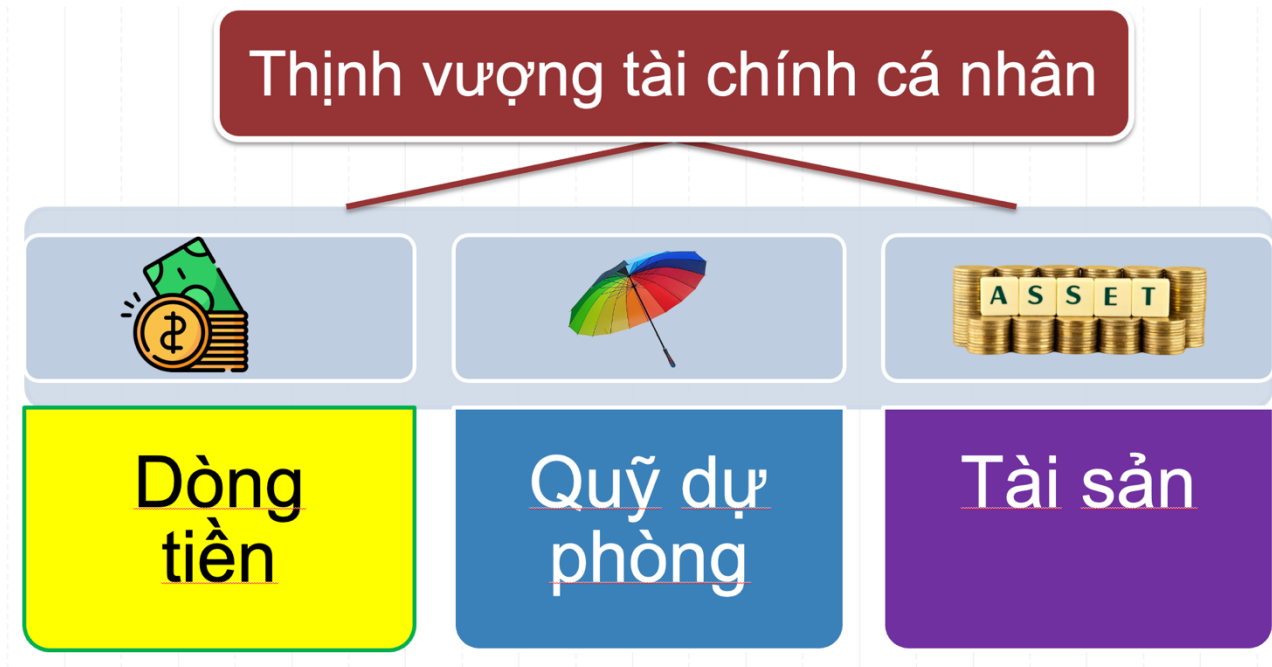 Thịnh vượng tài chính cá nhân
ASSET
Dòng
tiền
Quỹ dự
phòng
Tài sản